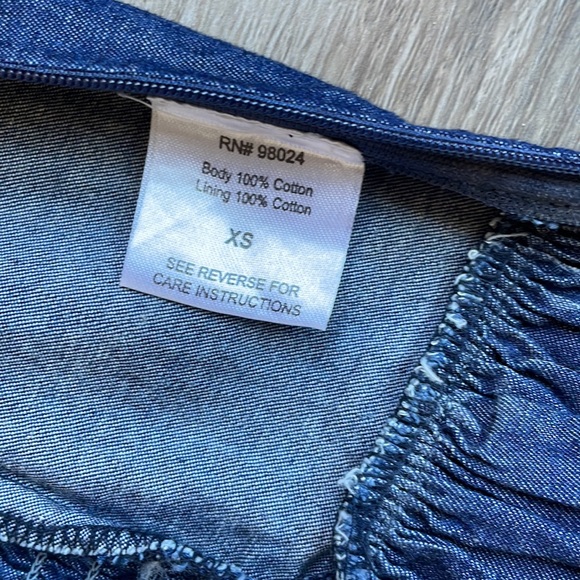 RN# 98024
Body 100% Cotton
Lining 100% Cotton
XS
SEE REVERSE FOR
CARE INSTRUCTIONS